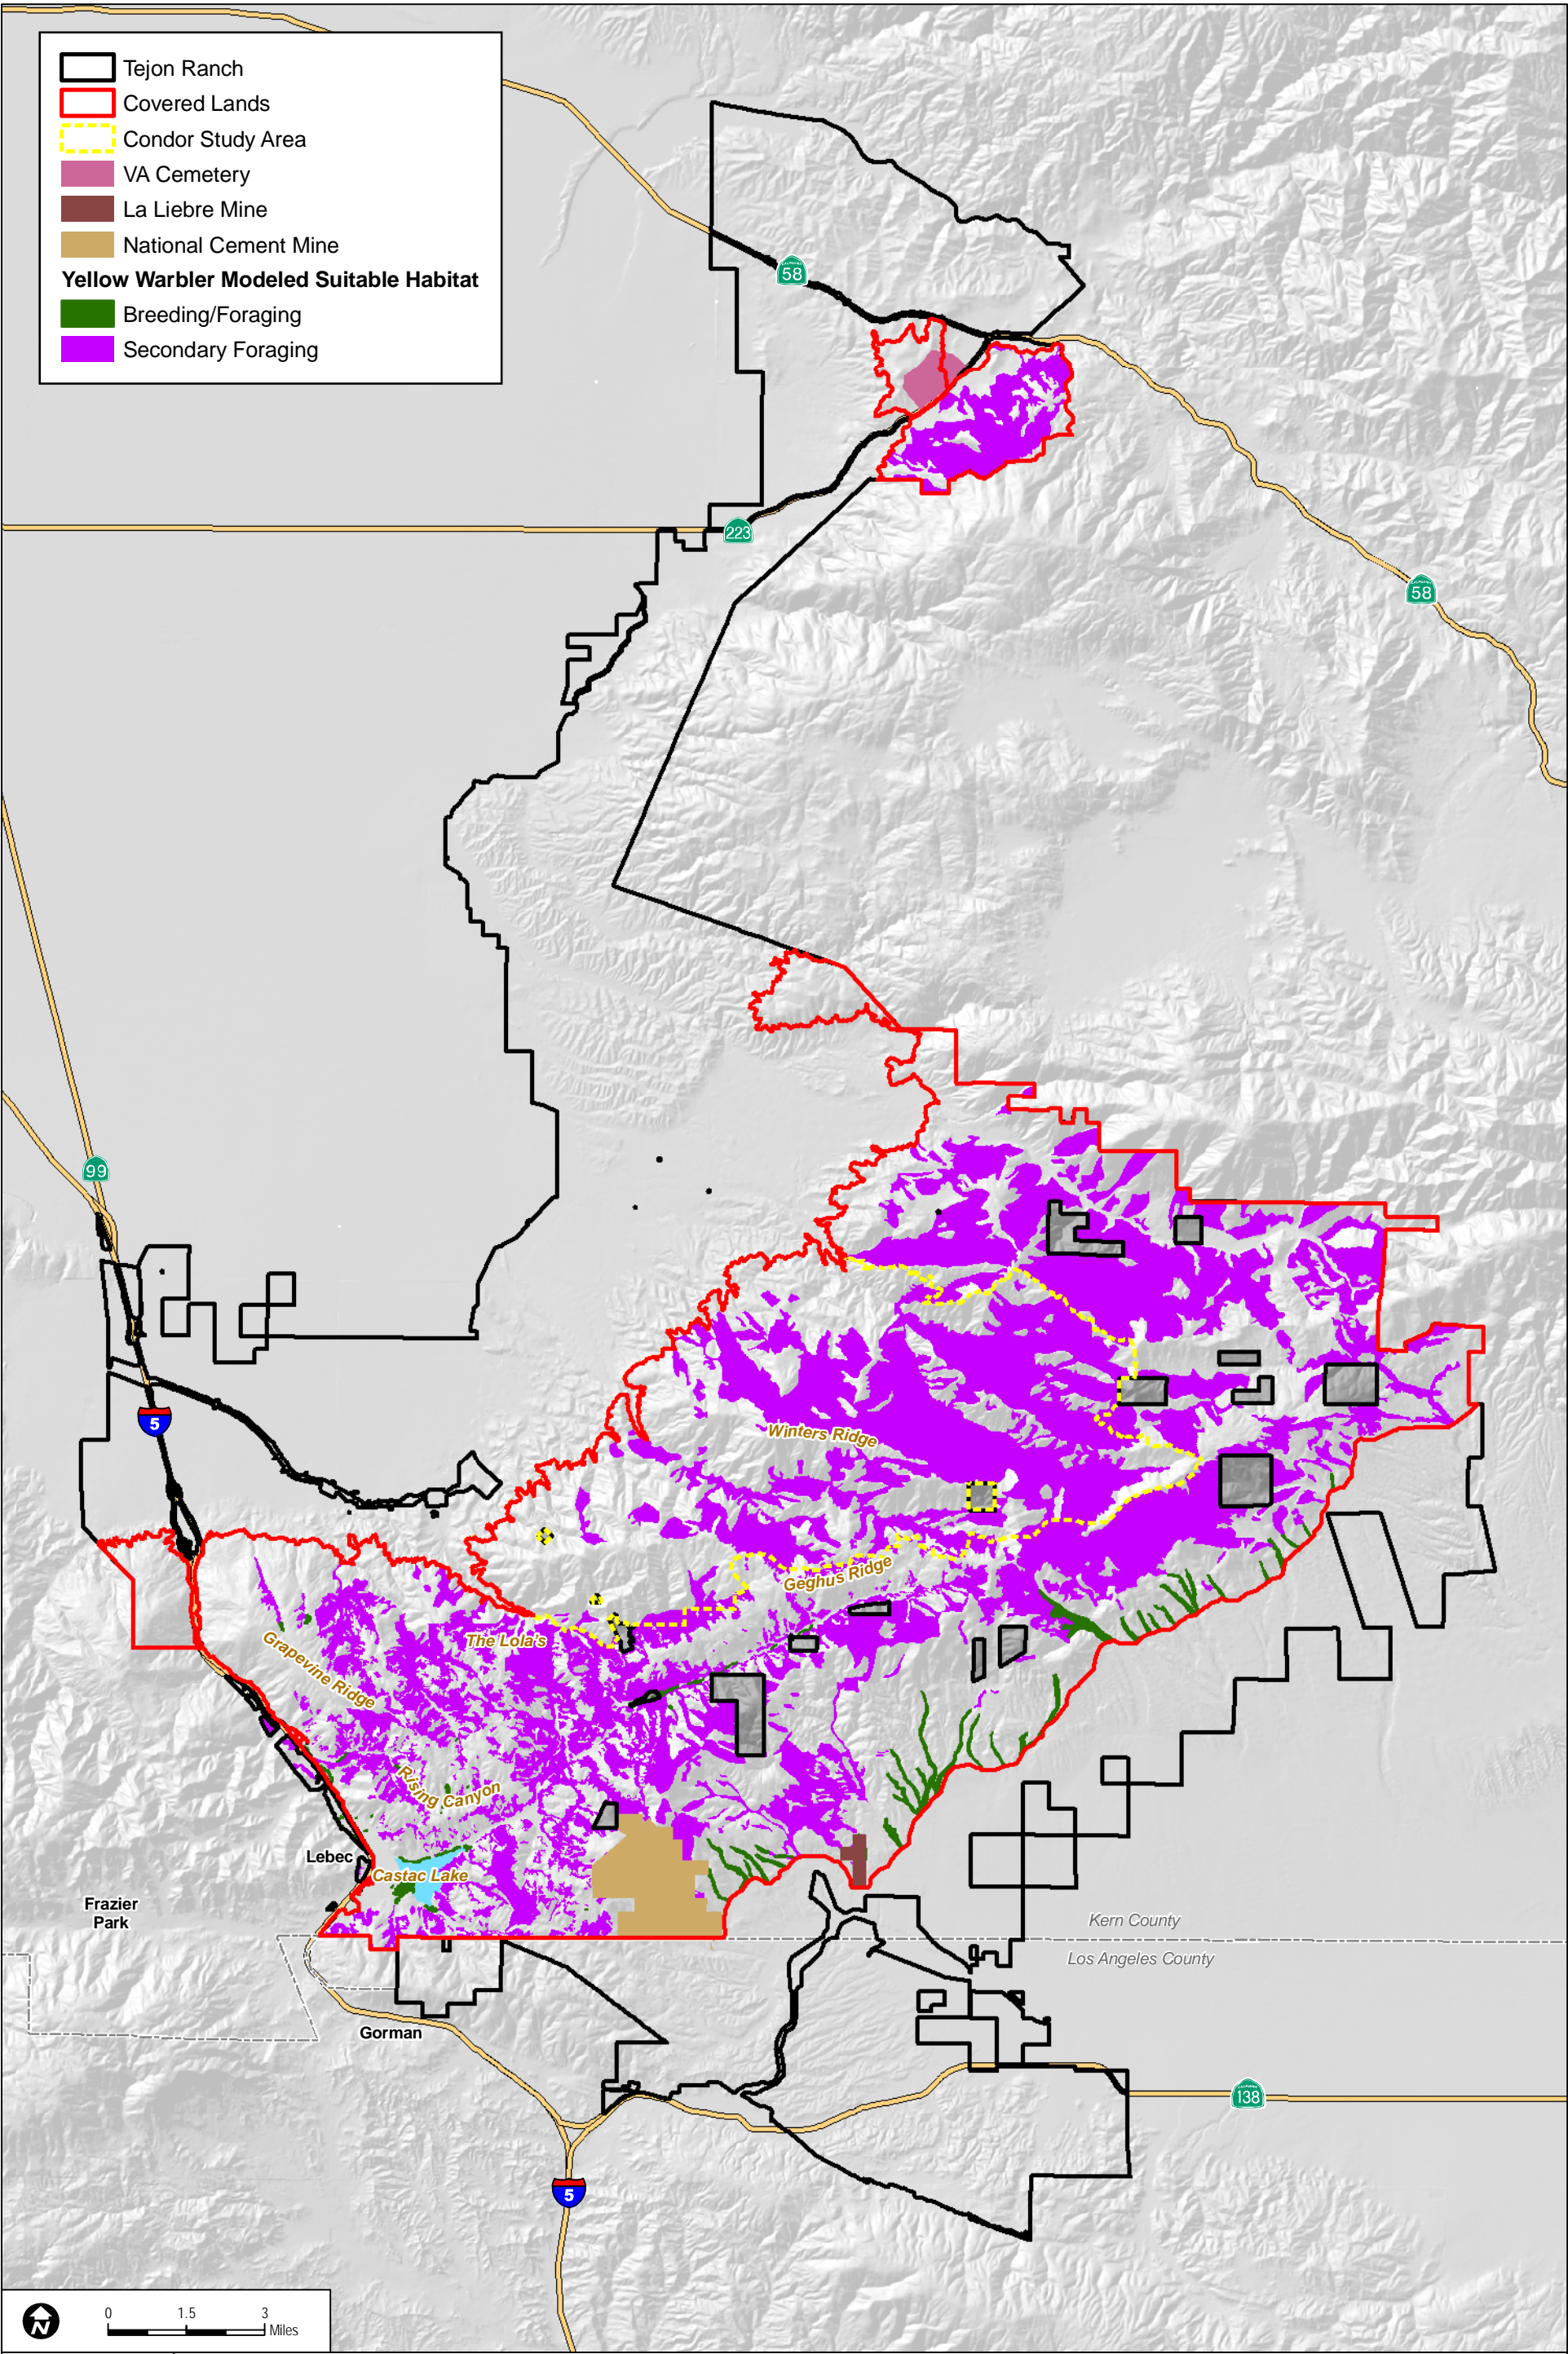 Tejon Ranch
Covered Lands
Condor Study Area
VA Cemetery
La Liebre Mine
National Cement Mine
Yellow Warbler Modeled Suitable Habitat
Breeding/Foraging
Secondary Foraging
58
223
58
99
5
Winters Ridge
Geghus Ridge
The Lola's
Grapevine Ridge
Rising Canyon
Lebec
Castac Lake
Frazier
Park
Kern County
Los Angeles County
Gorman
138
5
N
0 1.5 3
Miles